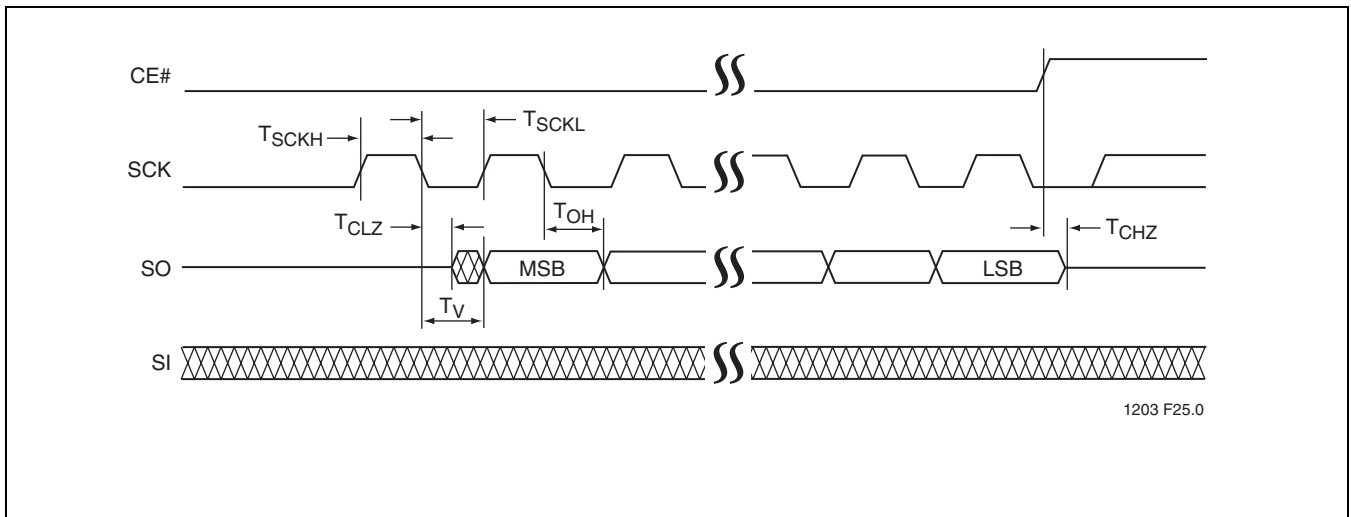 CE#
TSCKH
TSCKL
SCK
TCLZ
TOH
TCHZ
SO
MSB
LSB
TV
SI
1203 F25.0